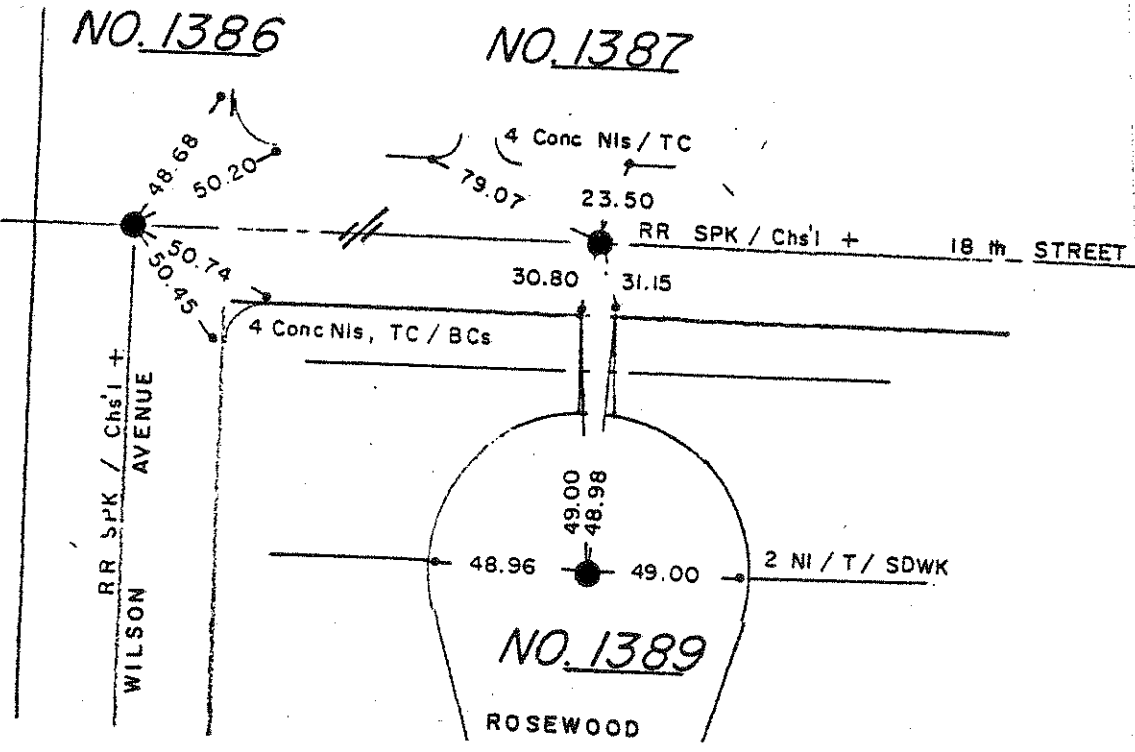 NO. 1386
NO. 1387
4 Conc Nls / TC
48.68
50.20
79.07
23.50
RR SPK / Chs'l +
18 th STREET
50.74
50.45
30.80
31.15
4 Conc Nls, TC / BCs
RR SPK / Chs'l +
WILSON AVENUE
49.00
48.98
48.96
49.00
2 Nl / T / SDWK
NO. 1389
ROSEWOOD